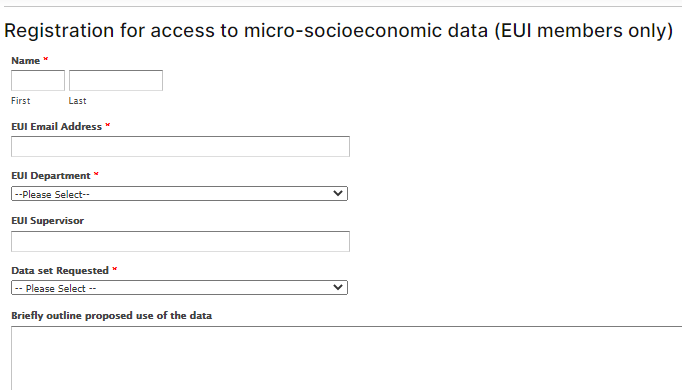 Registration for access to micro-socioeconomic data (EUI members only)
Name *
First Last
EUI Email Address *
EUI Department *
--Please Select--
EUI Supervisor
Data set Requested *
-- Please Select --
Briefly outline proposed use of the data